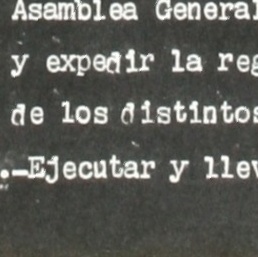 Asamblea General
y expedir la reg
de los distintos
.-Ejecutar y llev